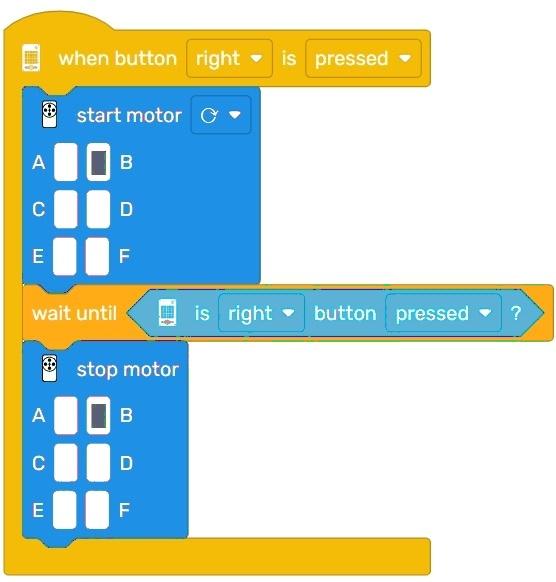 when button right is pressed
start motor
A B
C D
E F
wait until is right button pressed ?
stop motor
A B
C D
E F